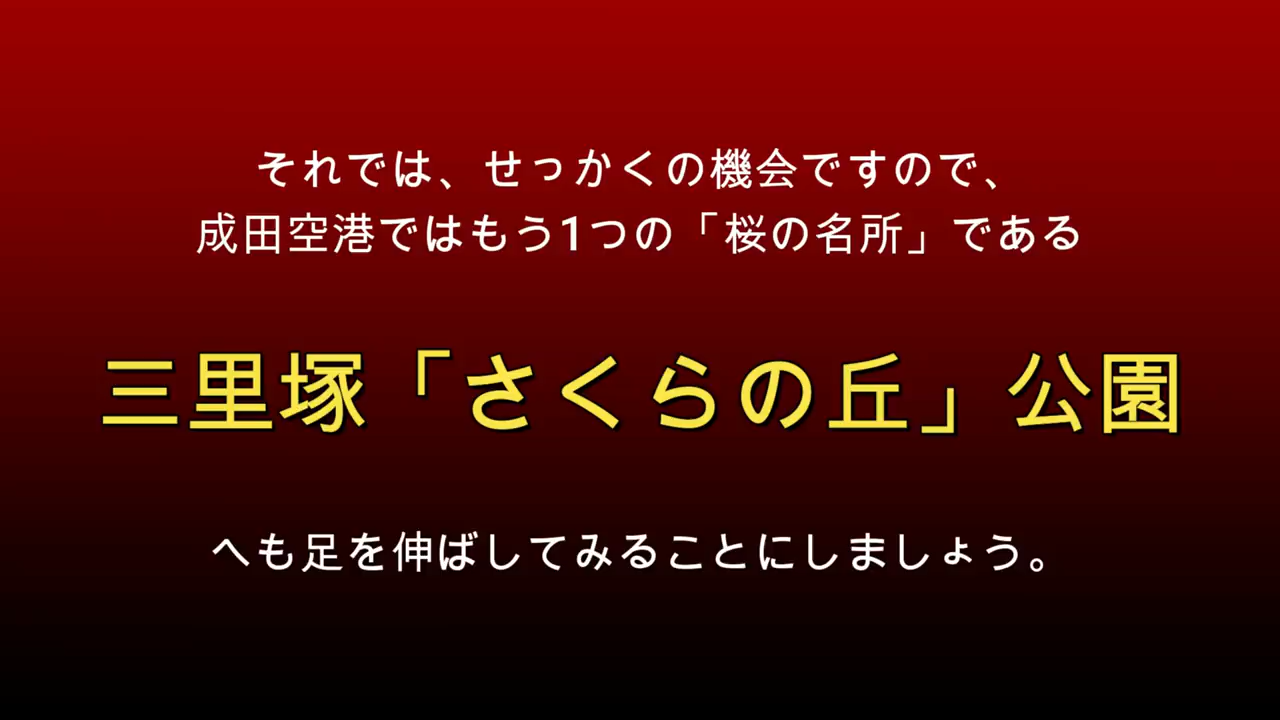 それでは、せっかくの機会ですので、
成田空港ではもう1つの「桜の名所」である
三里塚「さくらの丘」公園
へも足を伸ばしてみることにしましょう。